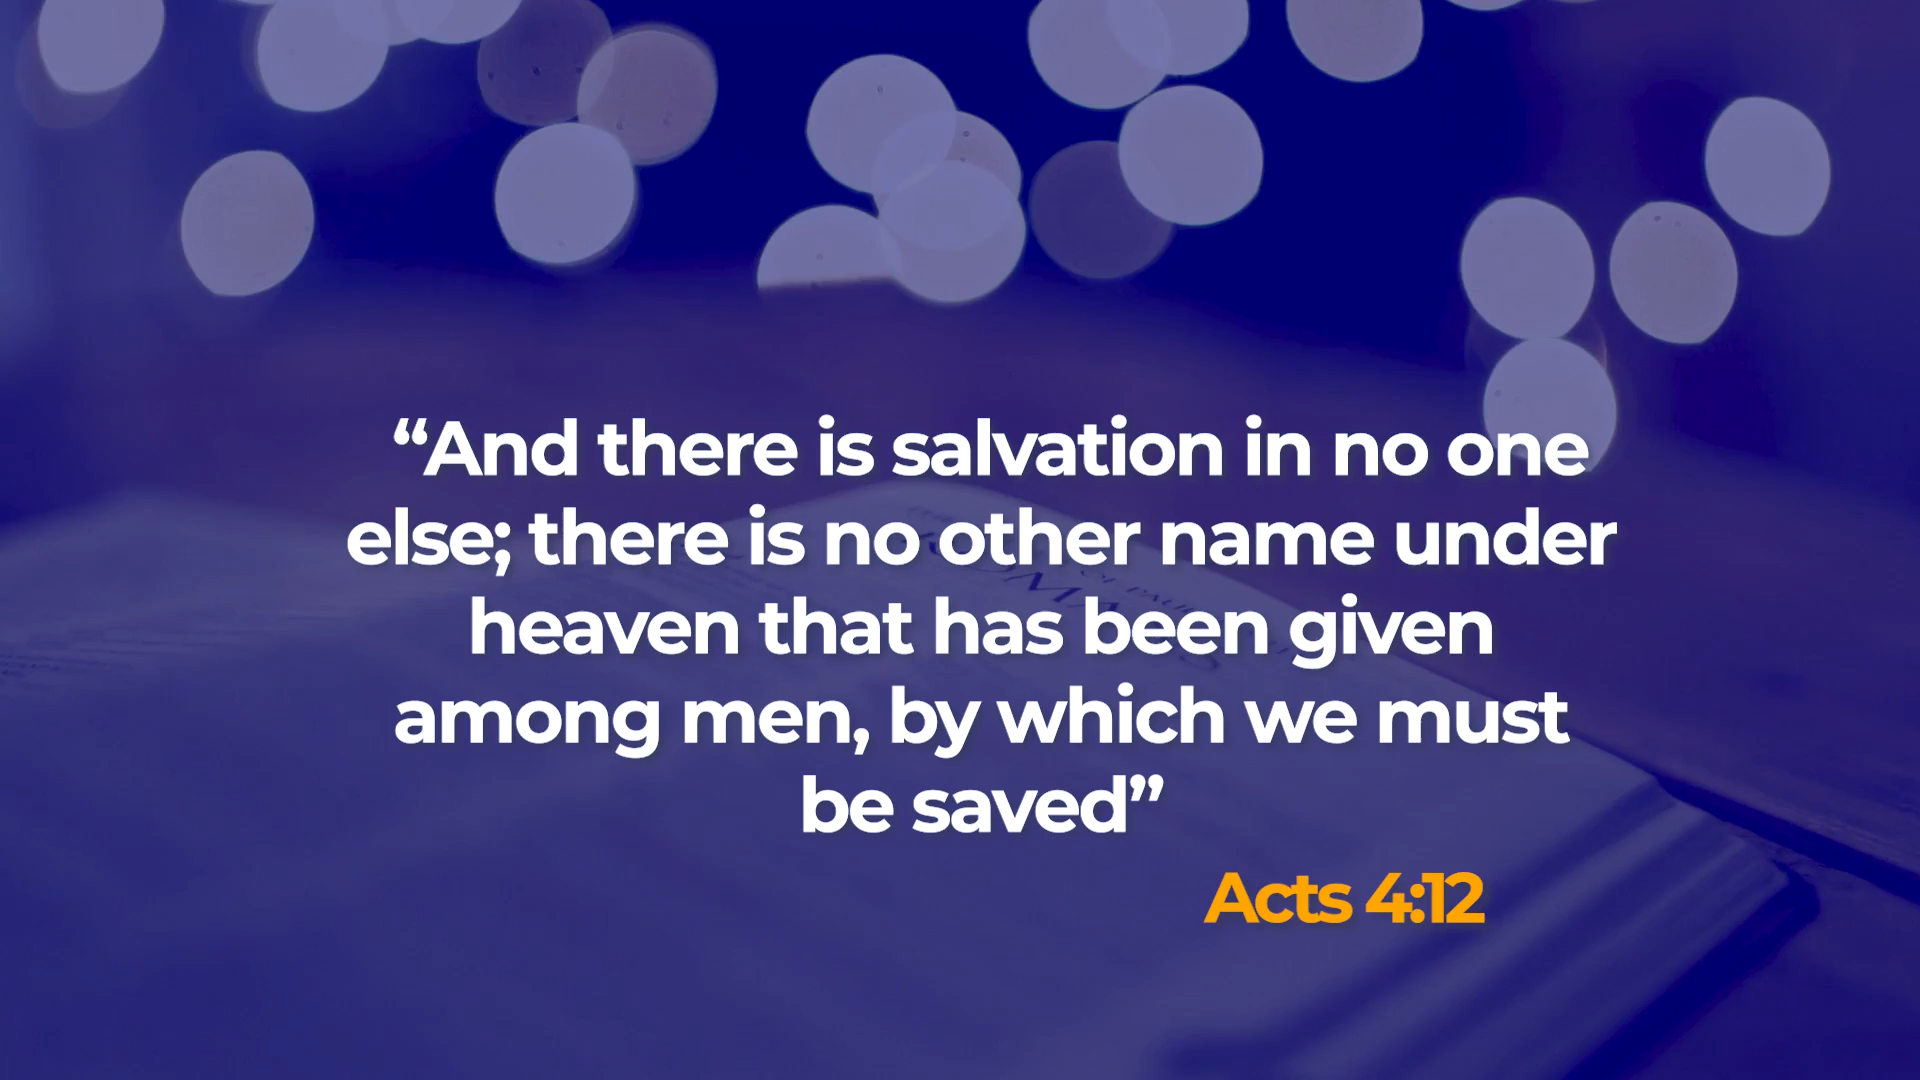 “And there is salvation in no one
else; there is no other name under
heaven that has been given
among men, by which we must
be saved”
Acts 4:12